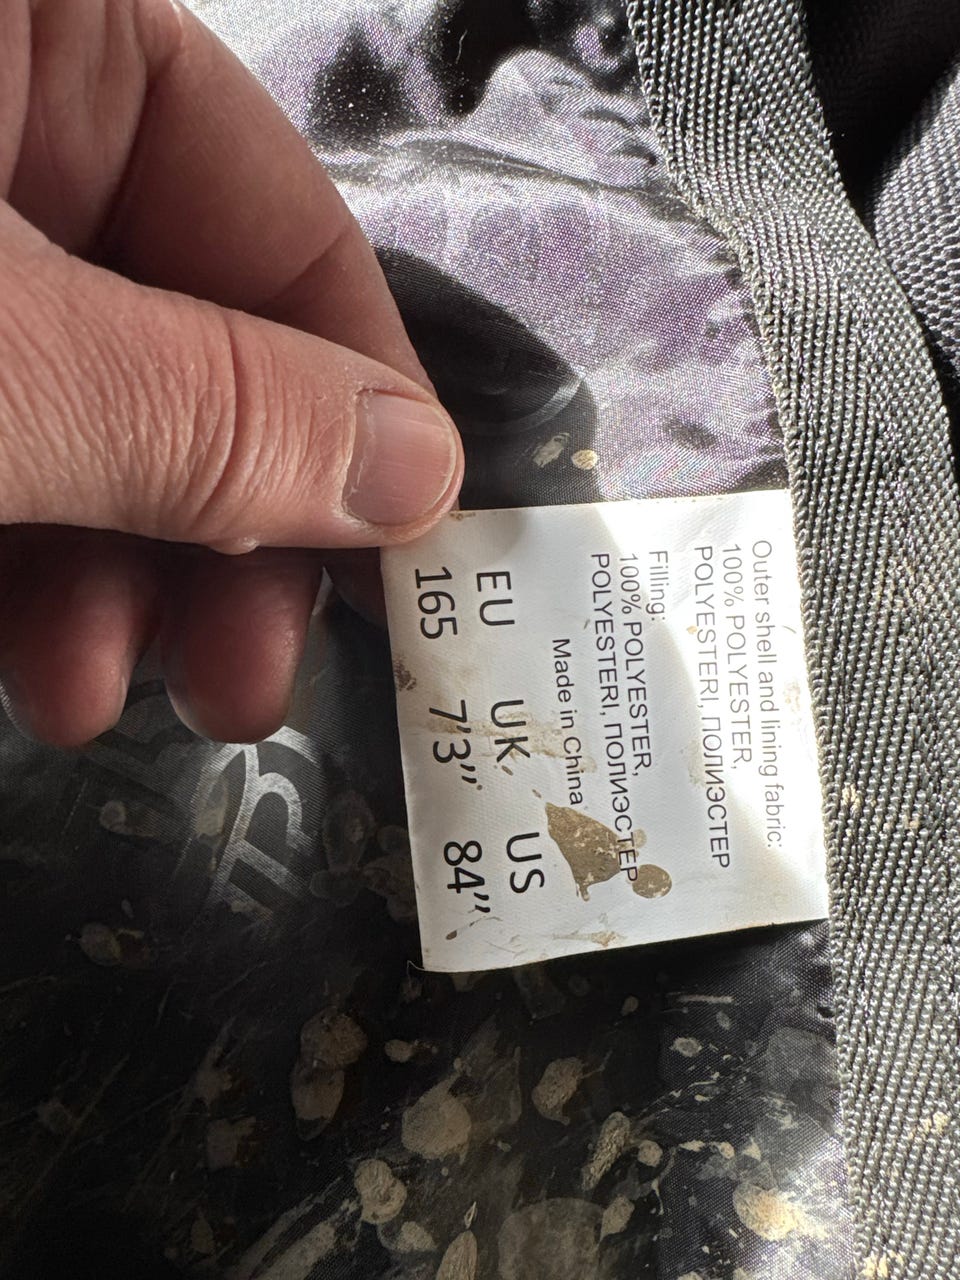 Outer shell and lining fabric:
100% POLYESTER,
POLYESTERI, ПОЛИЭСТЕР
Filling:
100% POLYESTER,
POLYESTERI, ПОЛИЭСТЕР
Made in China
EU UK US
165 7’3’’ 84’’